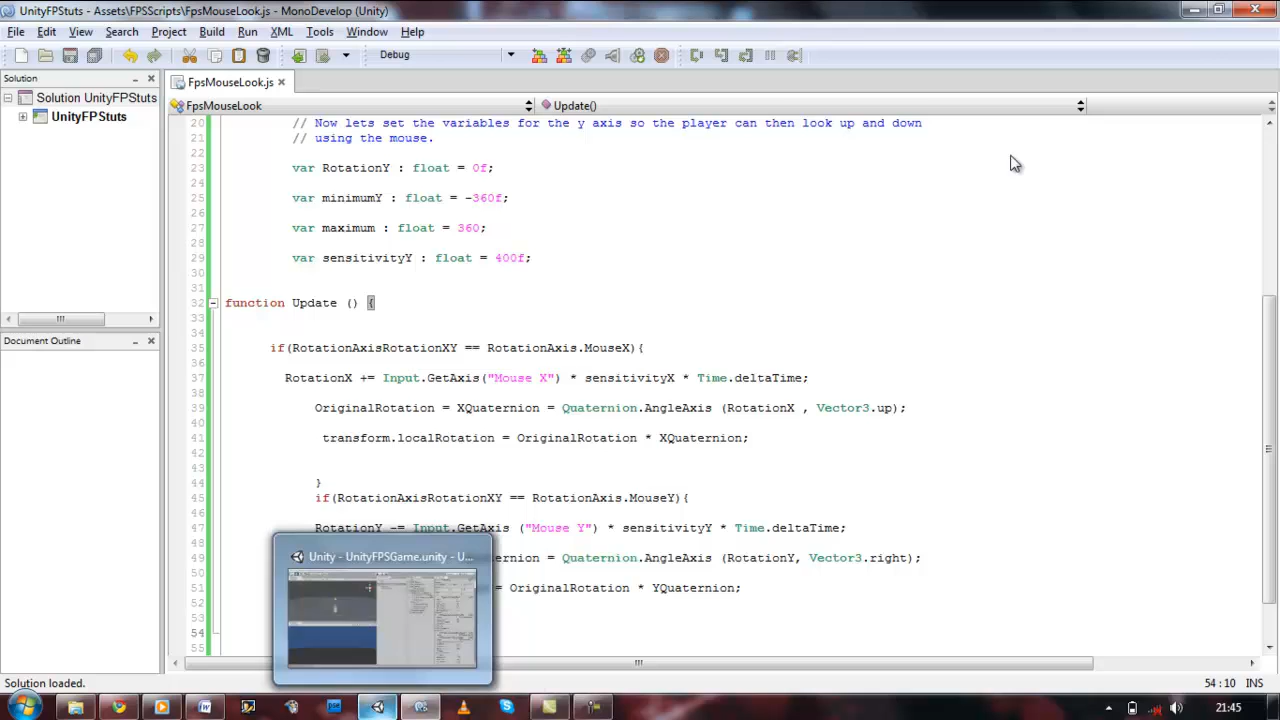 UnityFPStuts - Assets\FPSScripts\FpsMouseLook.js - MonoDevelop (Unity)
File Edit View Search Project Build Run XML Tools Window Help
Debug
Solution
FpsMouseLook.js
Solution UnityFPStuts
UnityFPStuts
FpsMouseLook
Update()
20 // Now lets set the variables for the y axis so the player can then look up and down
21 // using the mouse.
22
23 var RotationY : float = 0f;
24
25 var minimumY : float = -360f;
26
27 var maximum : float = 360;
28
29 var sensitivityY : float = 400f;
30
31
32 function Update () {
33
34
35 if(RotationAxisRotationXY == RotationAxis.MouseX){
36
37 RotationX += Input.GetAxis("Mouse X") * sensitivityX * Time.deltaTime;
38
39 OriginalRotation = XQuaternion = Quaternion.AngleAxis (RotationX , Vector3.up);
40
41 transform.localRotation = OriginalRotation * XQuaternion;
42
43
44 }
45 if(RotationAxisRotationXY == RotationAxis.MouseY){
46
47 RotationY -= Input.GetAxis ("Mouse Y") * sensitivityY * Time.deltaTime;
48
49 ernion = Quaternion.AngleAxis (RotationY, Vector3.right);
50
51 = OriginalRotation * YQuaternion;
52
53
54
55
Document Outline
Unity - UnityFPSGame.unity - U...
Solution loaded.
54 : 10 INS
21:45